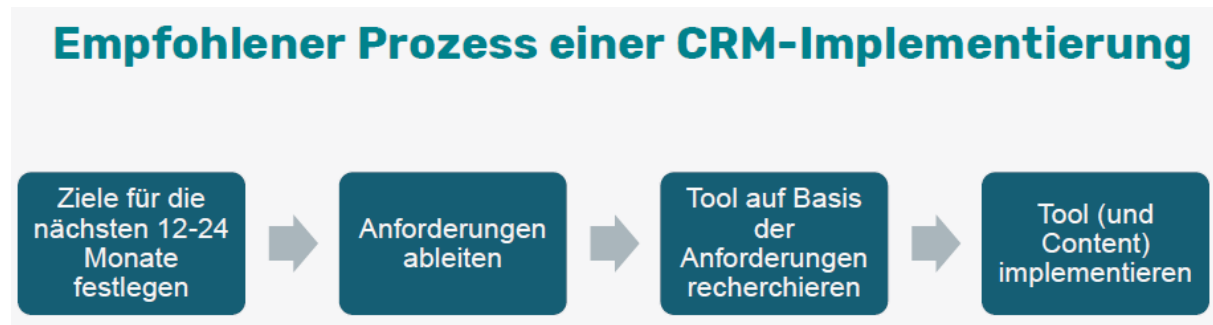 Empfohlener Prozess einer CRM-Implementierung
Ziele für die
nächsten 12-24
Monate
festlegen
Anforderungen
ableiten
Tool auf Basis
der
Anforderungen
recherchieren
Tool (und
Content)
implementieren